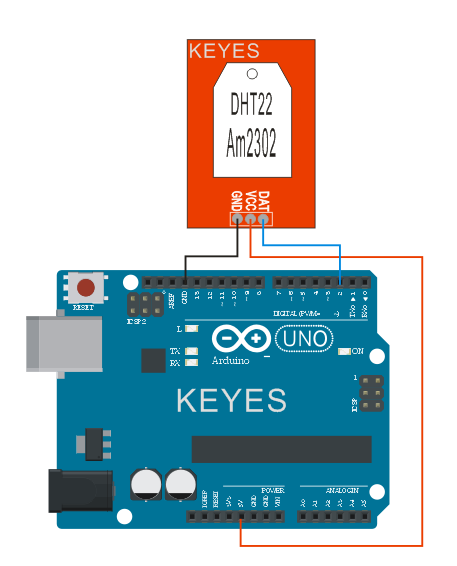 KEYES
DHT22
Am2302
GND
VCC
DAT
RESET
AREF
GND
13
12
~11
~10
~9
8
7
~6
~5
4
~3
2
TX►1
RX◄0
ICSP2
DIGITAL (PWM=
~)
L
TX
RX
Arduino
UNO
ON
KEYES
1
ICSP
POWER
ANALOG IN
IOREF
RESET
5V
GND
GND
VIN
A0
A1
A2
A3
A4
A5